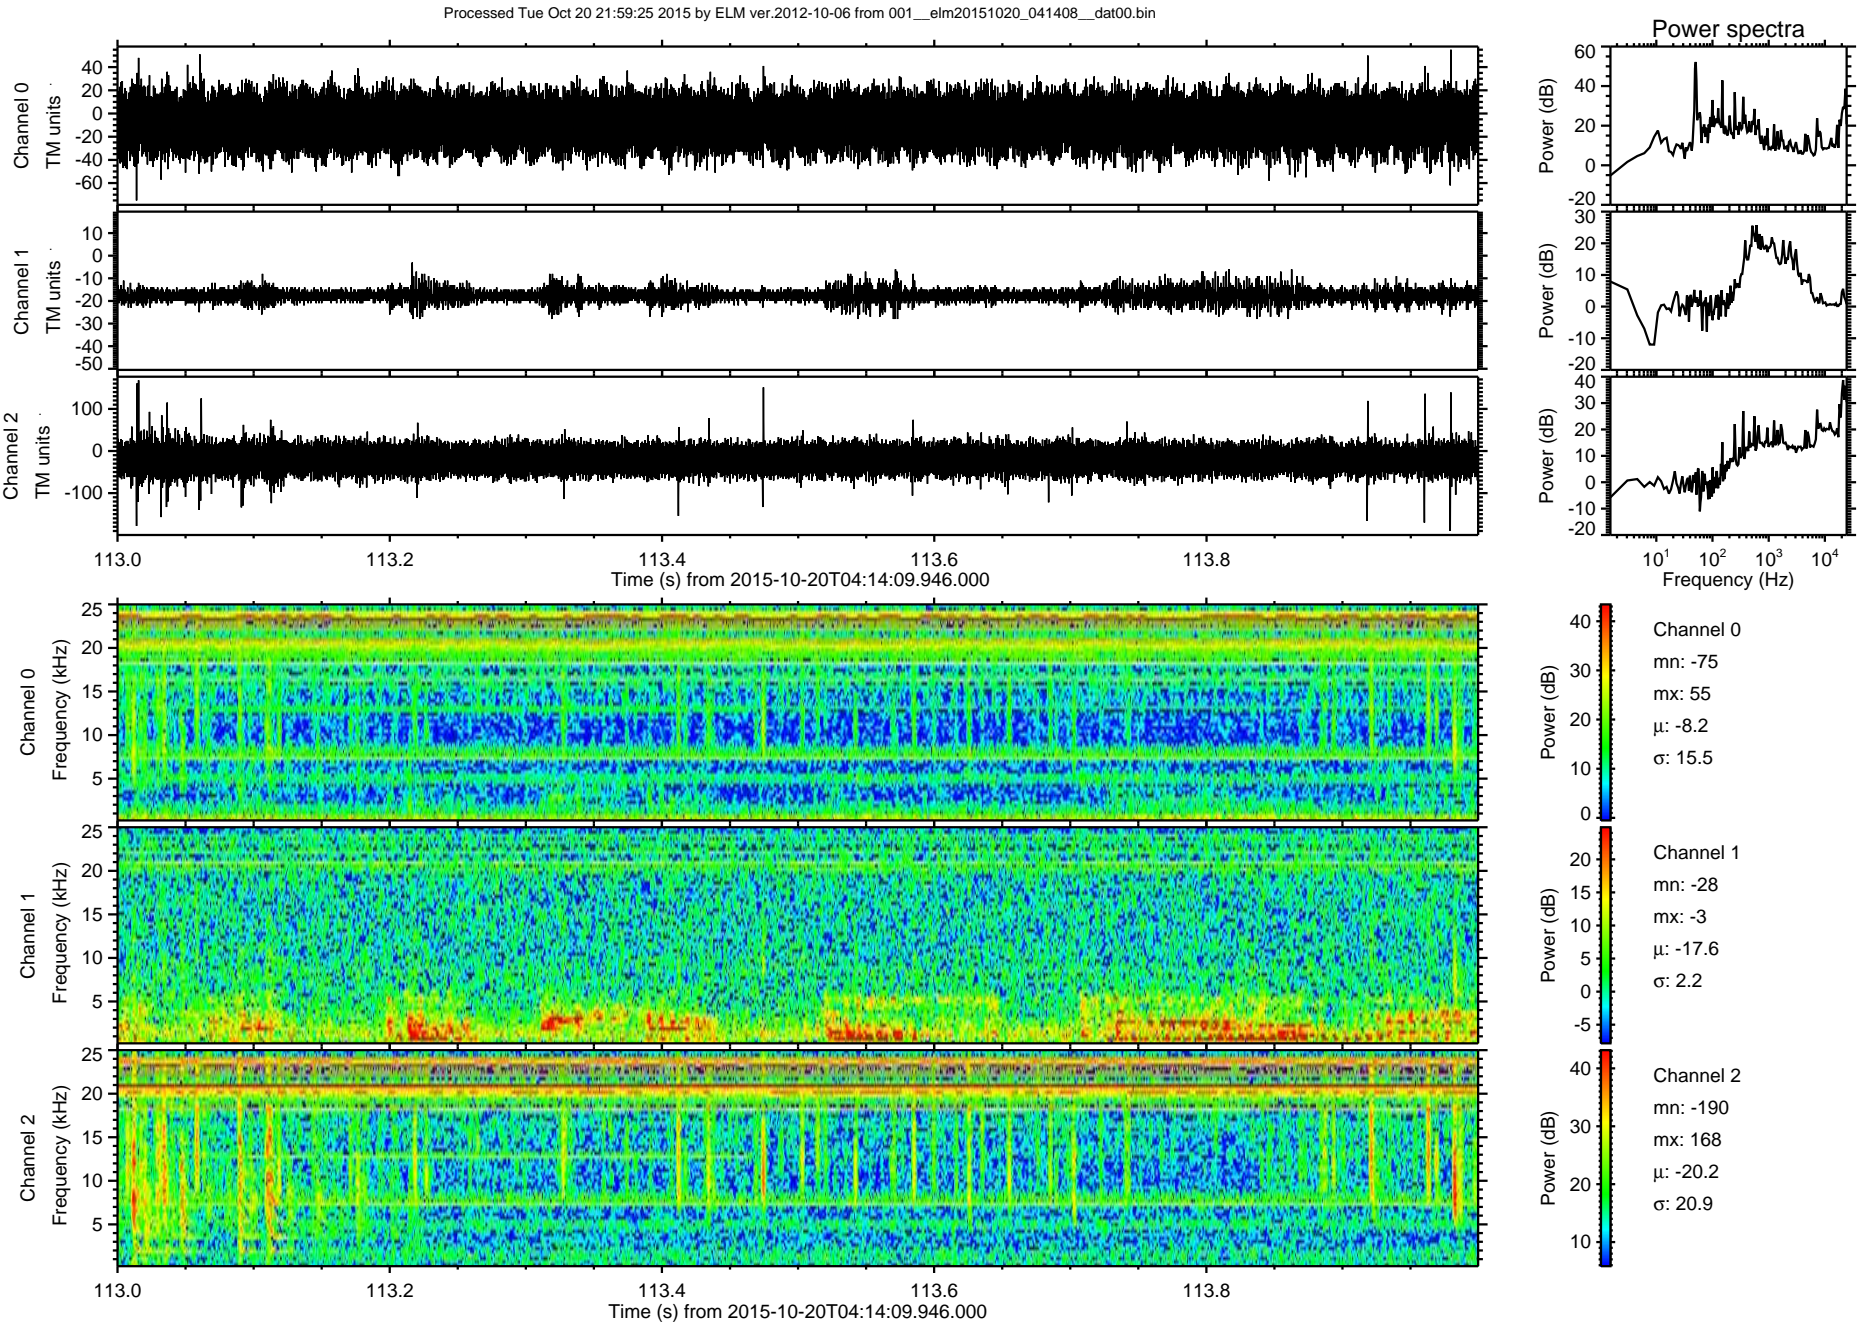 Processed Tue Oct 20 21:59:25 2015 by ELM ver.2012-10-06 from 001__elm20151020_041408__dat00.bin
Power spectra
Channel 0
TM units
40
20
0
-20
-40
-60
Power (dB)
60
40
20
0
-20
Channel 1
TM units
10
0
-10
-20
-30
-40
-50
Power (dB)
30
20
10
0
-10
-20
Channel 2
TM units
100
0
-100
Power (dB)
40
30
20
10
0
-10
-20
113.0 113.2 113.4 113.6 113.8
Time (s) from 2015-10-20T04:14:09.946.000
10^1 10^2 10^3 10^4
Frequency (Hz)
Channel 0
Frequency (kHz)
25
20
15
10
5
Power (dB)
40
30
20
10
0
Channel 0
mn: -75
mx: 55
μ: -8.2
σ: 15.5
Channel 1
Frequency (kHz)
25
20
15
10
5
Power (dB)
20
15
10
5
0
-5
Channel 1
mn: -28
mx: -3
μ: -17.6
σ: 2.2
Channel 2
Frequency (kHz)
25
20
15
10
5
Power (dB)
40
30
20
10
Channel 2
mn: -190
mx: 168
μ: -20.2
σ: 20.9
113.0 113.2 113.4 113.6 113.8
Time (s) from 2015-10-20T04:14:09.946.000